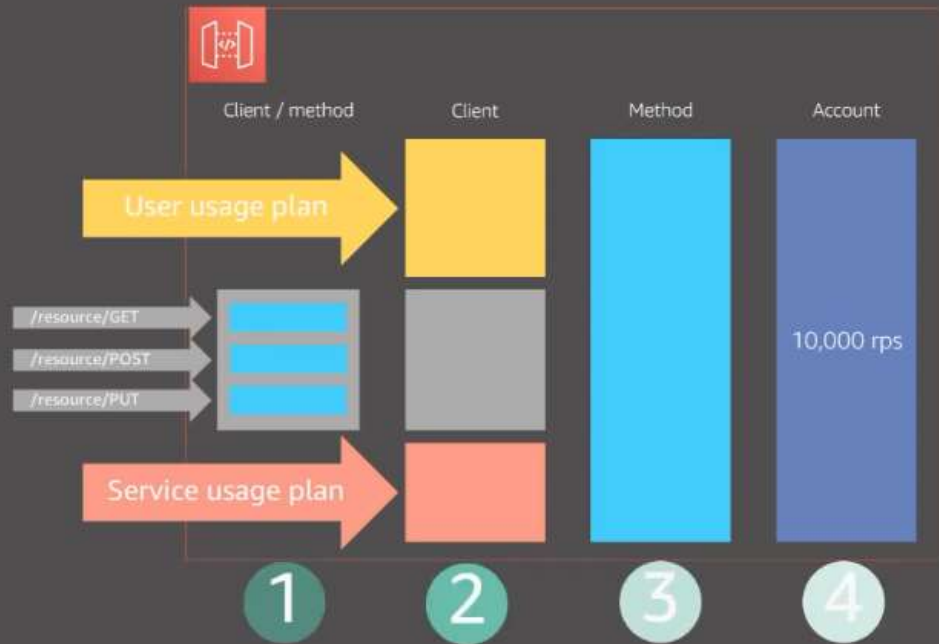 </>
Client / method
Client
Method
Account
User usage plan
/resource/GET
/resource/POST
/resource/PUT
10,000 rps
Service usage plan
1
2
3
4